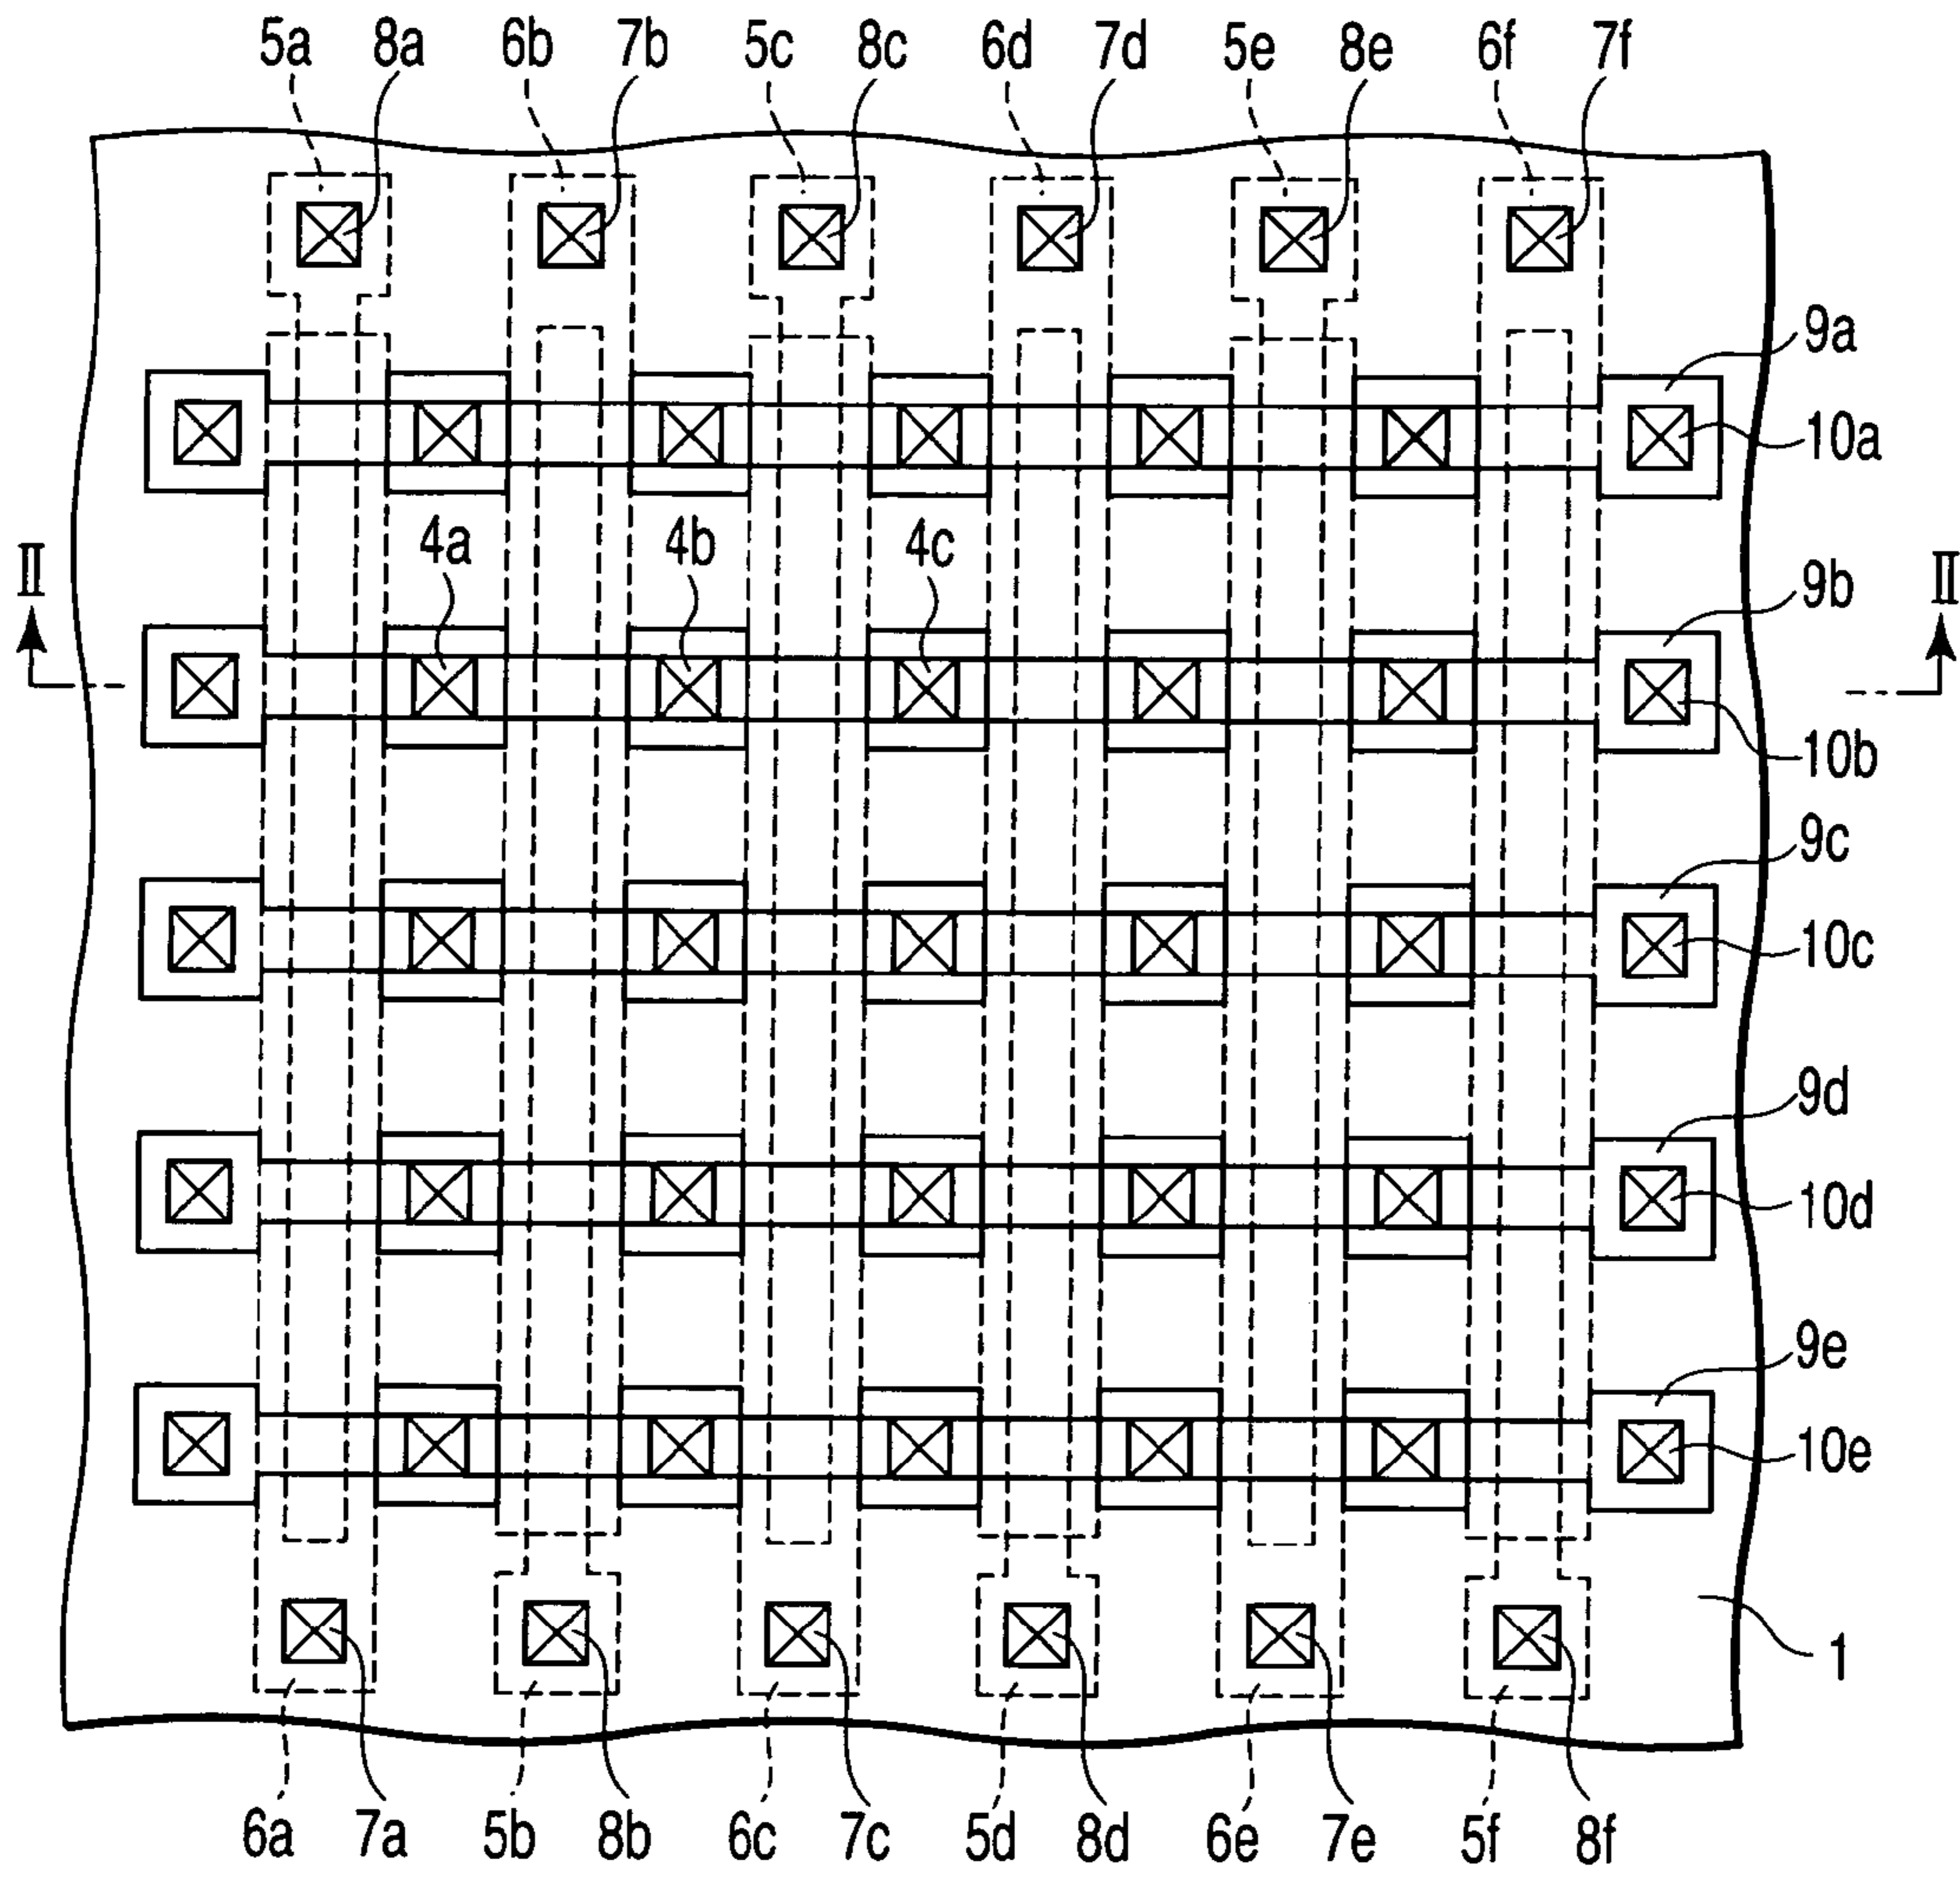 5a 8a 6b 7b 5c 8c 6d 7d 5e 8e 6f 7f
9a
10a
4a 4b 4c
II II
9b
10b
9c
10c
9d
10d
9e
10e
1
6a 7a 5b 8b 6c 7c 5d 8d 6e 7e 5f 8f